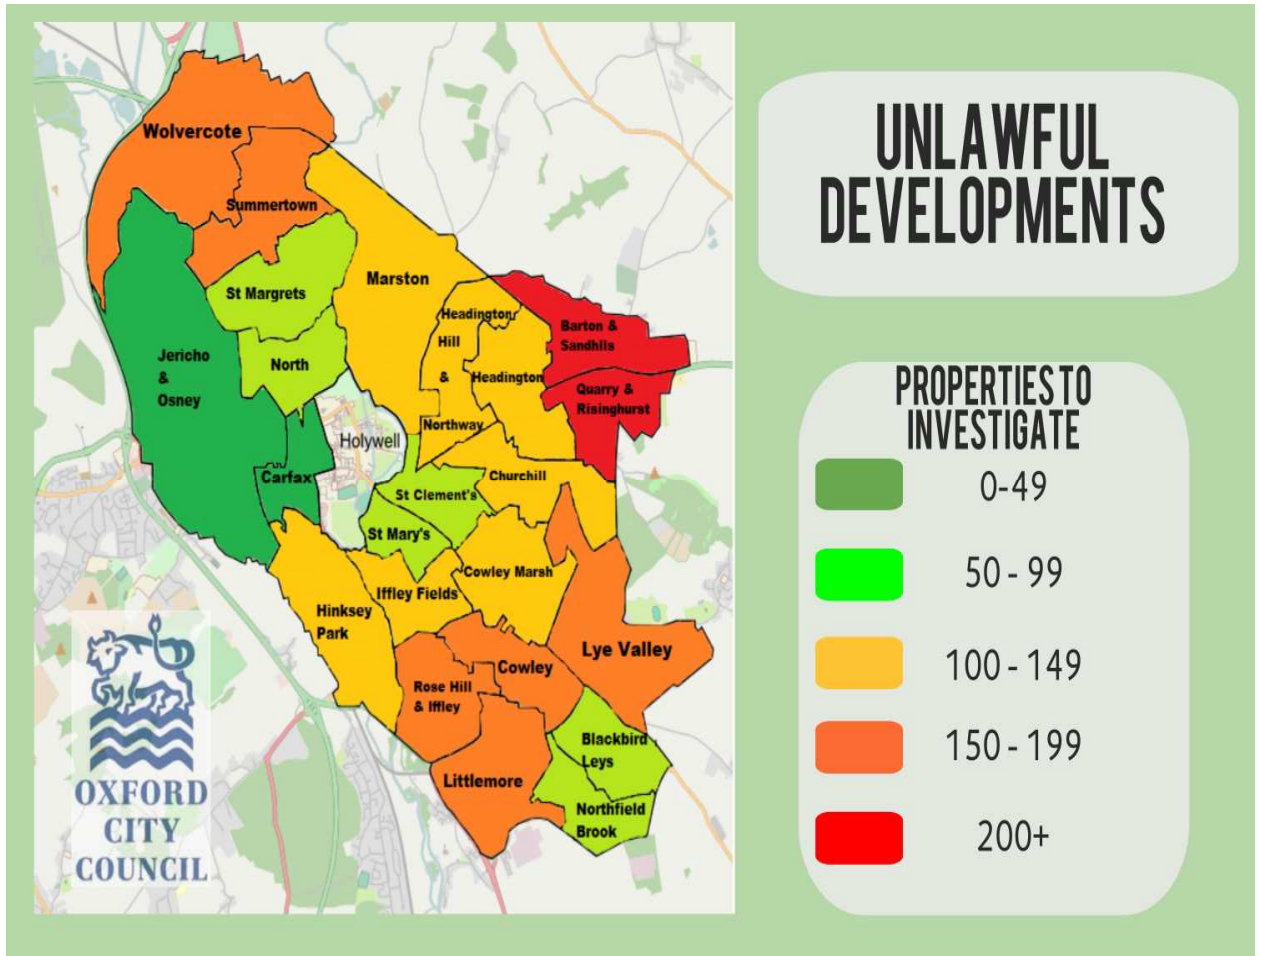 UNLAWFUL
DEVELOPMENTS
PROPERTIES TO
INVESTIGATE
0-49
50 - 99
100 - 149
150 - 199
200+
Wolvercote
Summertown
St Margrets
Marston
North
Jericho
&
Osney
Headington
Hill
&
Northway
Headington
Barton &
Sandhils
Quarry &
Risinghurst
Holywell
Carfax
Churchill
St Clement's
St Mary's
Cowley Marsh
Iffley Fields
Hinksey
Park
Lye Valley
Cowley
Rose Hill
& Iffley
Littlemore
Blackbird
Leys
Northfield
Brook
OXFORD
CITY
COUNCIL